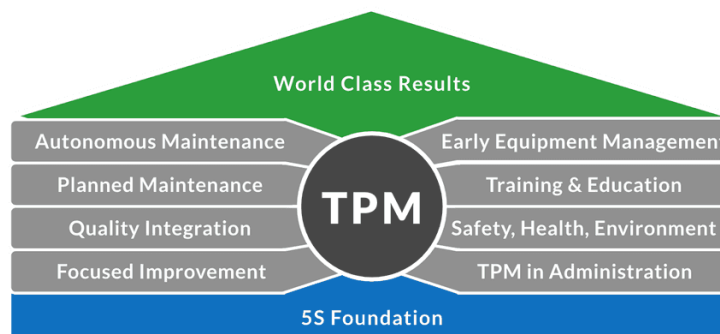 World Class Results
Autonomous Maintenance
Early Equipment Management
Planned Maintenance
Training & Education
TPM
Quality Integration
Safety, Health, Environment
Focused Improvement
TPM in Administration
5S Foundation